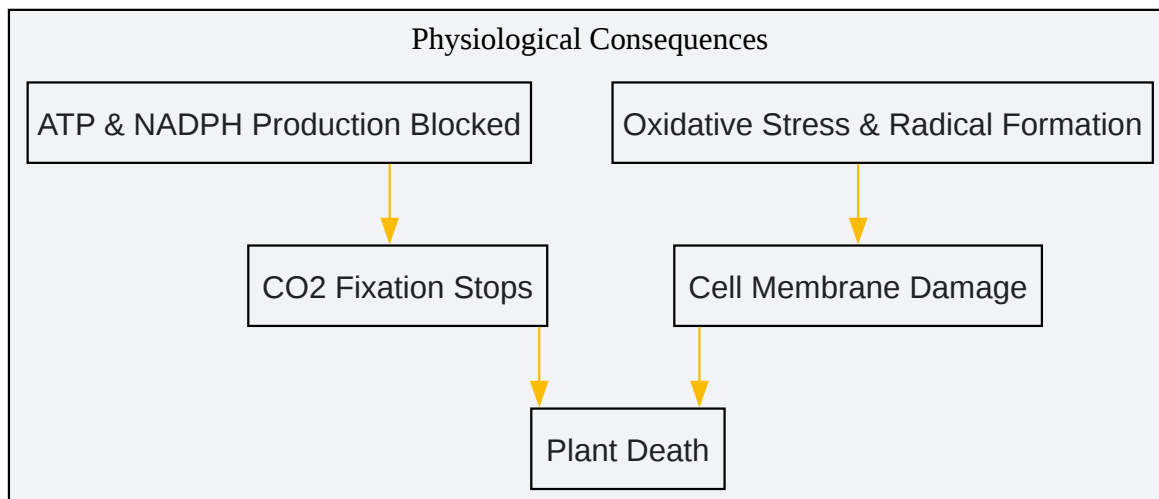 Physiological Consequences
ATP & NADPH Production Blocked
Oxidative Stress & Radical Formation
CO2 Fixation Stops
Cell Membrane Damage
Plant Death